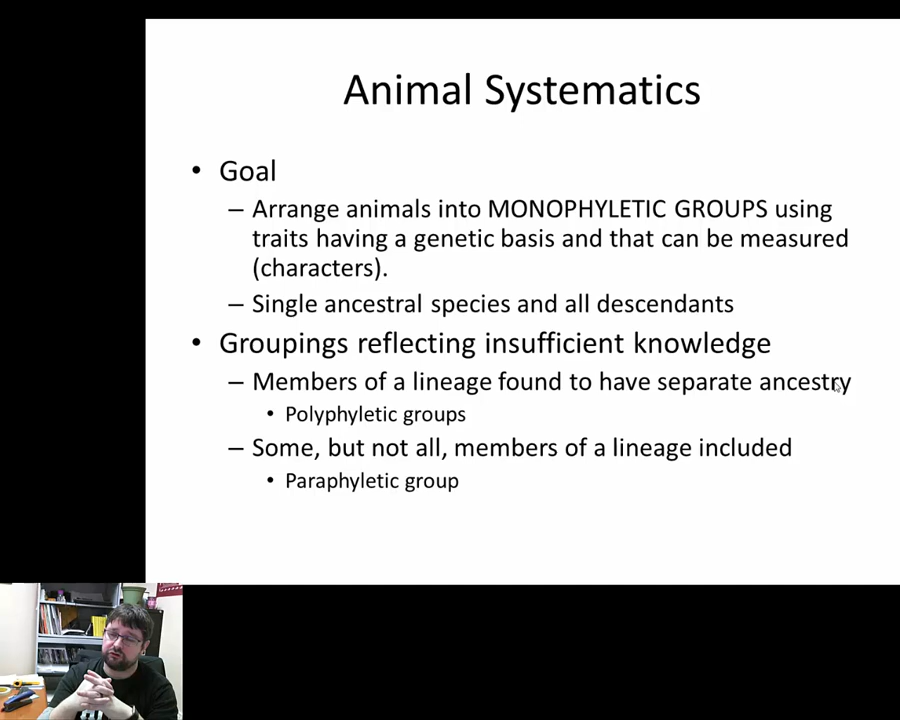 Animal Systematics
• Goal
– Arrange animals into MONOPHYLETIC GROUPS using
traits having a genetic basis and that can be measured
(characters).
– Single ancestral species and all descendants
• Groupings reflecting insufficient knowledge
– Members of a lineage found to have separate ancestry
• Polyphyletic groups
– Some, but not all, members of a lineage included
• Paraphyletic group